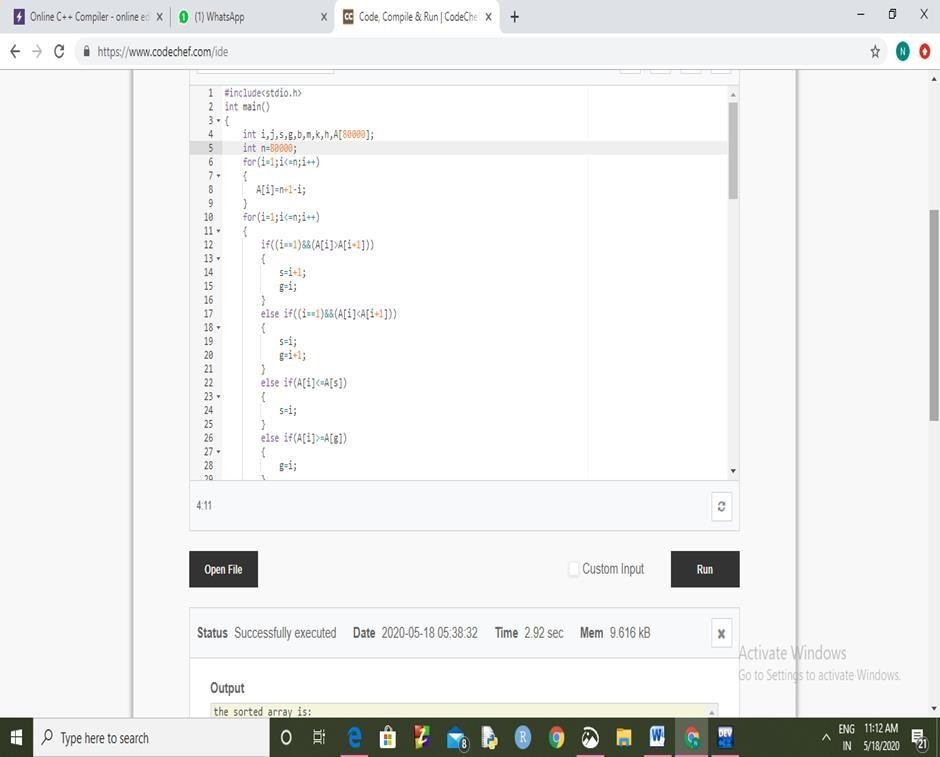 Online C++ Compiler - online ed
(1) WhatsApp
Code, Compile & Run | CodeChe
https://www.codechef.com/ide
N
1 #include<stdio.h>
2 int main()
3 {
4 int i,j,s,g,b,m,k,h,A[80000];
5 int n=80000;
6 for(i=1;i<=n;i++)
7 {
8 A[i]=n+1-i;
9 }
10 for(i=1;i<=n;i++)
11 {
12 if((i==1)&&(A[i]>A[i+1]))
13 {
14 s=i+1;
15 g=i;
16 }
17 else if((i==1)&&(A[i]<A[i+1]))
18 {
19 s=i;
20 g=i+1;
21 }
22 else if(A[i]<=A[s])
23 {
24 s=i;
25 }
26 else if(A[i]>=A[g])
27 {
28 g=i;
29 }
4:11
Open File
Custom Input
Run
Status Successfully executed Date 2020-05-18 05:38:32 Time 2.92 sec Mem 9.616 kB
Activate Windows
Go to Settings to activate Windows.
Output
the sorted array is:
Type here to search
8
R
W
DEV
ENG 11:12 AM
IN 5/18/2020
21